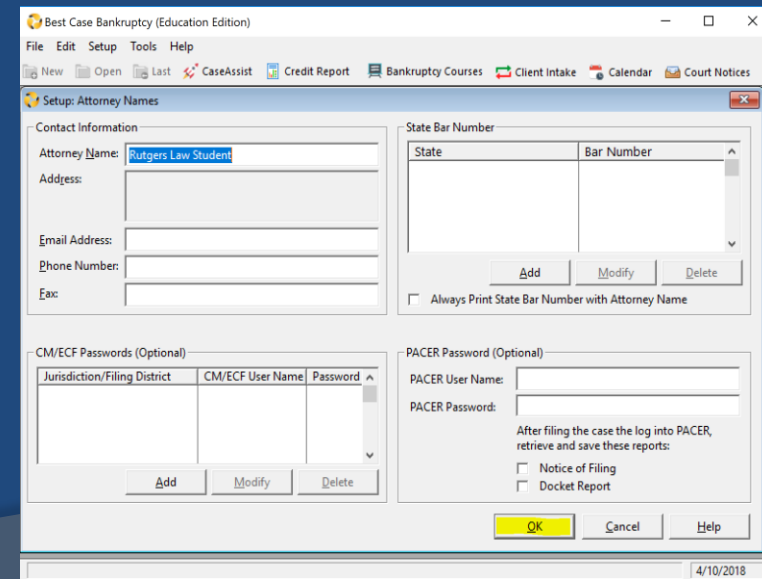 Best Case Bankruptcy (Education Edition)
File Edit Setup Tools Help
New Open Last CaseAssist Credit Report Bankruptcy Courses Client Intake Calendar Court Notices
Setup: Attorney Names
Contact Information
Attorney Name: Rutgers Law Student
Address:
Email Address:
Phone Number:
Fax:
State Bar Number
State Bar Number
Add Modify Delete
Always Print State Bar Number with Attorney Name
CM/ECF Passwords (Optional)
Jurisdiction/Filing District CM/ECF User Name Password
Add Modify Delete
PACER Password (Optional)
PACER User Name:
PACER Password:
After filing the case the log into PACER,
retrieve and save these reports:
Notice of Filing
Docket Report
OK Cancel Help
4/10/2018